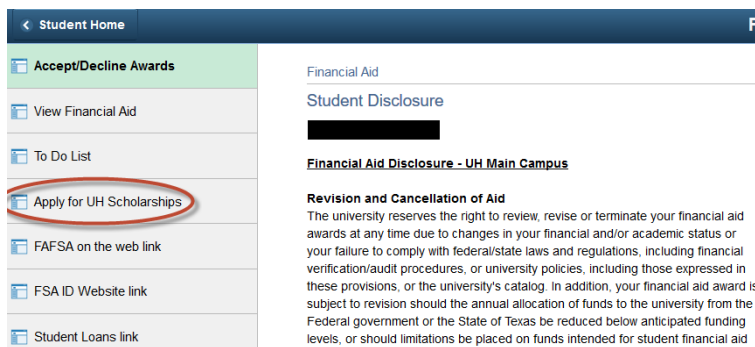 Student Home
F
Accept/Decline Awards
View Financial Aid
To Do List
Apply for UH Scholarships
FAFSA on the web link
FSA ID Website link
Student Loans link
Financial Aid
Student Disclosure
Financial Aid Disclosure - UH Main Campus
Revision and Cancellation of Aid
The university reserves the right to review, revise or terminate your financial aid
awards at any time due to changes in your financial and/or academic status or
your failure to comply with federal/state laws and regulations, including financial
verification/audit procedures, or university policies, including those expressed in
these provisions, or the university's catalog. In addition, your financial aid award is
subject to revision should the annual allocation of funds to the university from the
Federal government or the State of Texas be reduced below anticipated funding
levels, or should limitations be placed on funds intended for student financial aid